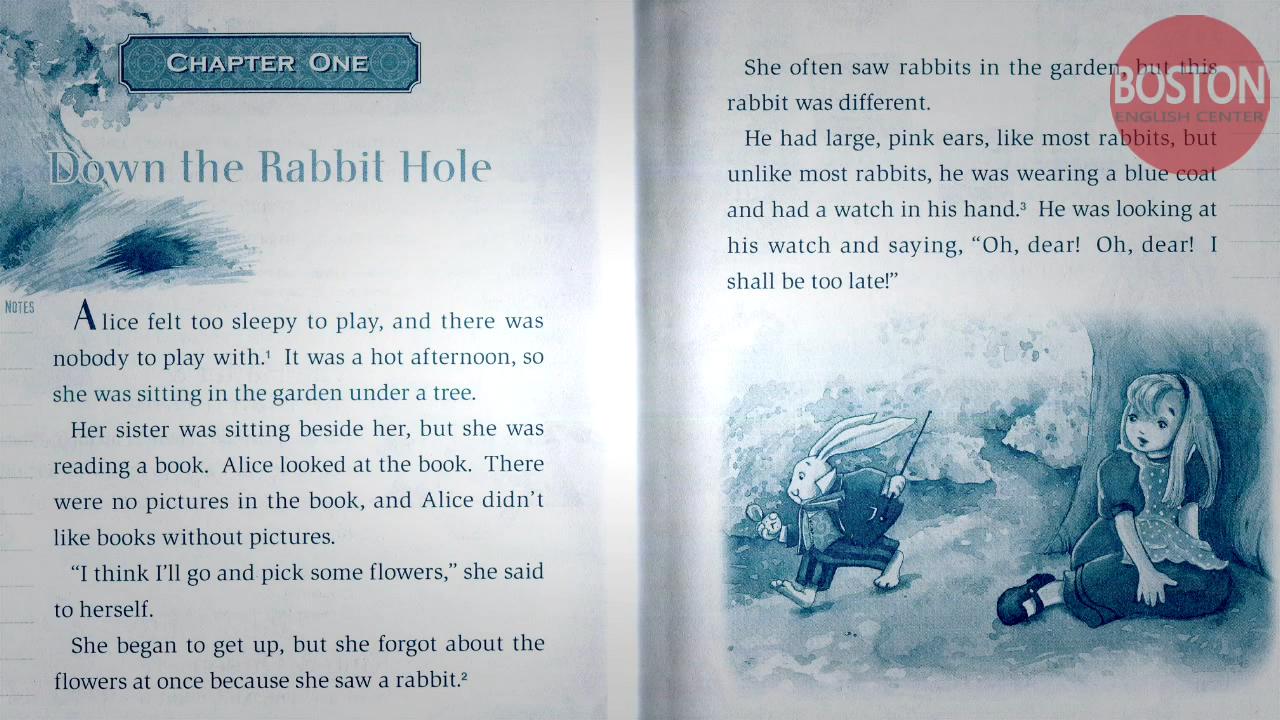 CHAPTER ONE
Down the Rabbit Hole
NOTES
Alice felt too sleepy to play, and there was
nobody to play with.¹ It was a hot afternoon, so
she was sitting in the garden under a tree.
Her sister was sitting beside her, but she was
reading a book. Alice looked at the book. There
were no pictures in the book, and Alice didn't
like books without pictures.
“I think I'll go and pick some flowers,” she said
to herself.
She began to get up, but she forgot about the
flowers at once because she saw a rabbit.²
She often saw rabbits in the garden, but this
rabbit was different.
He had large, pink ears, like most rabbits, but
unlike most rabbits, he was wearing a blue coat
and had a watch in his hand.³ He was looking at
his watch and saying, “Oh, dear! Oh, dear! I
shall be too late!”
BOSTON
ENGLISH CENTER